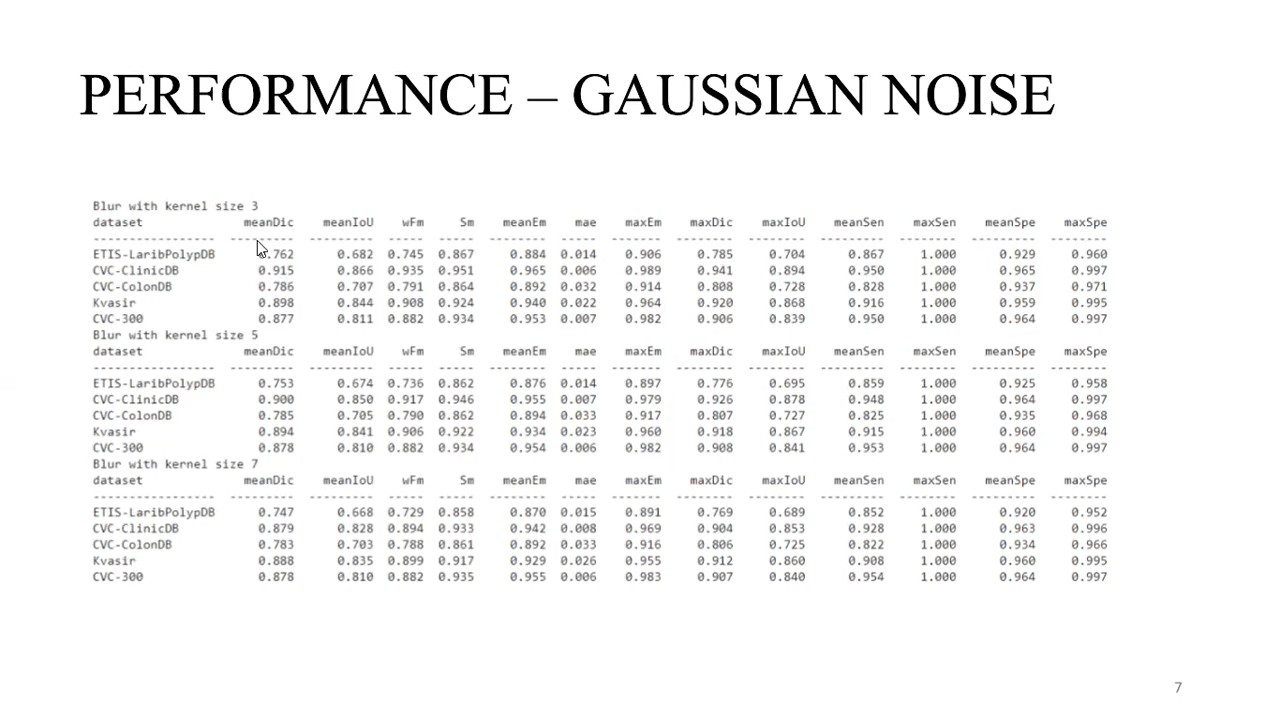 PERFORMANCE – GAUSSIAN NOISE
Blur with kernel size 3
dataset meanDic meanIoU wFm Sm meanEm mae maxEm maxDic maxIoU meanSen maxSen meanSpe maxSpe
---------------- --------- --------- ----- ----- -------- ----- ------- -------- -------- --------- -------- --------- --------
ETIS-LaribPolypDB .762 0.682 0.745 0.867 0.884 0.014 0.906 0.785 0.704 0.867 1.000 0.929 0.960
CVC-ClinicDB 0.915 0.866 0.935 0.951 0.965 0.006 0.989 0.941 0.894 0.950 1.000 0.965 0.997
CVC-ColonDB 0.786 0.707 0.791 0.864 0.892 0.032 0.914 0.808 0.728 0.828 1.000 0.937 0.971
Kvasir 0.898 0.844 0.908 0.924 0.940 0.022 0.964 0.920 0.868 0.916 1.000 0.959 0.995
CVC-300 0.877 0.811 0.882 0.934 0.953 0.007 0.982 0.906 0.839 0.950 1.000 0.964 0.997
Blur with kernel size 5
dataset meanDic meanIoU wFm Sm meanEm mae maxEm maxDic maxIoU meanSen maxSen meanSpe maxSpe
---------------- --------- --------- ----- ----- -------- ----- ------- -------- -------- --------- -------- --------- --------
ETIS-LaribPolypDB 0.753 0.674 0.736 0.862 0.876 0.014 0.897 0.776 0.695 0.859 1.000 0.925 0.958
CVC-ClinicDB 0.900 0.850 0.917 0.946 0.955 0.007 0.979 0.926 0.878 0.948 1.000 0.964 0.997
CVC-ColonDB 0.785 0.705 0.790 0.862 0.894 0.033 0.917 0.807 0.727 0.825 1.000 0.935 0.968
Kvasir 0.894 0.841 0.906 0.922 0.934 0.023 0.960 0.918 0.867 0.915 1.000 0.960 0.994
CVC-300 0.878 0.810 0.882 0.934 0.954 0.006 0.982 0.908 0.841 0.953 1.000 0.964 0.997
Blur with kernel size 7
dataset meanDic meanIoU wFm Sm meanEm mae maxEm maxDic maxIoU meanSen maxSen meanSpe maxSpe
---------------- --------- --------- ----- ----- -------- ----- ------- -------- -------- --------- -------- --------- --------
ETIS-LaribPolypDB 0.747 0.668 0.729 0.858 0.870 0.015 0.891 0.769 0.689 0.852 1.000 0.920 0.952
CVC-ClinicDB 0.879 0.828 0.894 0.933 0.942 0.008 0.969 0.904 0.853 0.928 1.000 0.963 0.996
CVC-ColonDB 0.783 0.703 0.788 0.861 0.892 0.033 0.916 0.806 0.725 0.822 1.000 0.934 0.966
Kvasir 0.888 0.835 0.899 0.917 0.929 0.026 0.955 0.912 0.860 0.908 1.000 0.960 0.995
CVC-300 0.878 0.810 0.882 0.935 0.955 0.006 0.983 0.907 0.840 0.954 1.000 0.964 0.997
7